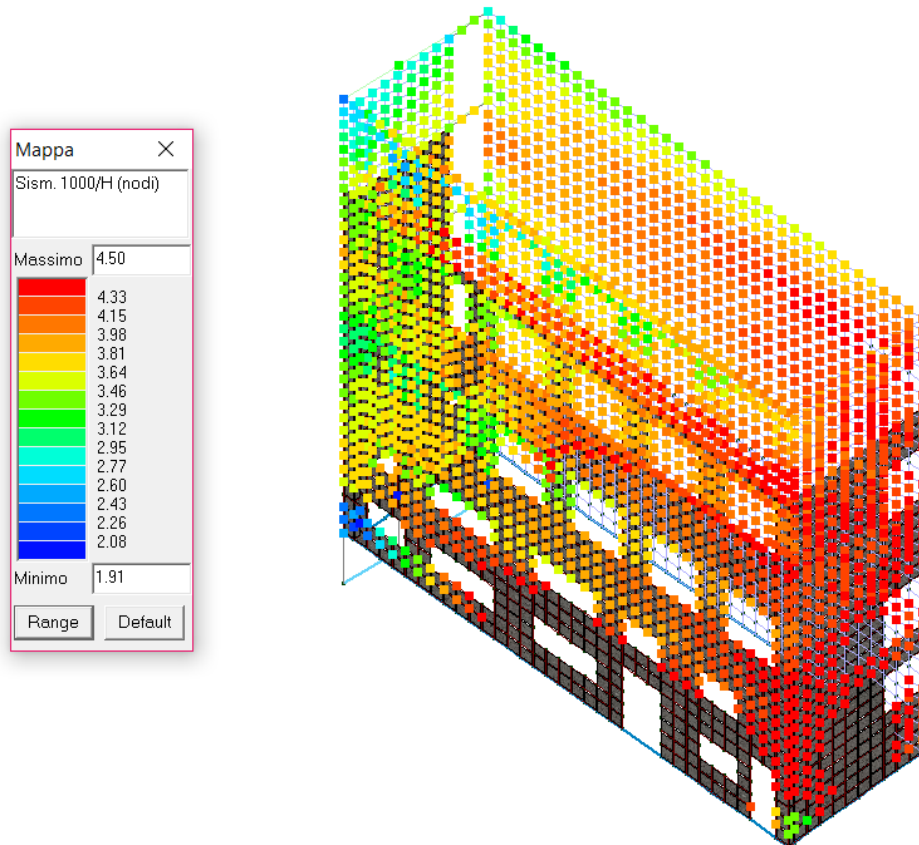 Mappa
Sism. 1000/H (nodi)
Massimo 4.50
4.33
4.15
3.98
3.81
3.64
3.46
3.29
3.12
2.95
2.77
2.60
2.43
2.26
2.08
Minimo 1.91
Range Default